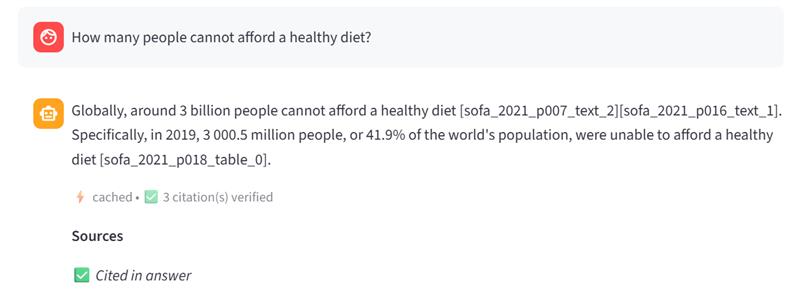 How many people cannot afford a healthy diet?
Globally, around 3 billion people cannot afford a healthy diet [sofa_2021_p007_text_2][sofa_2021_p016_text_1].
Specifically, in 2019, 3 000.5 million people, or 41.9% of the world's population, were unable to afford a healthy
diet [sofa_2021_p018_table_0].
cached • 3 citation(s) verified
Sources
Cited in answer